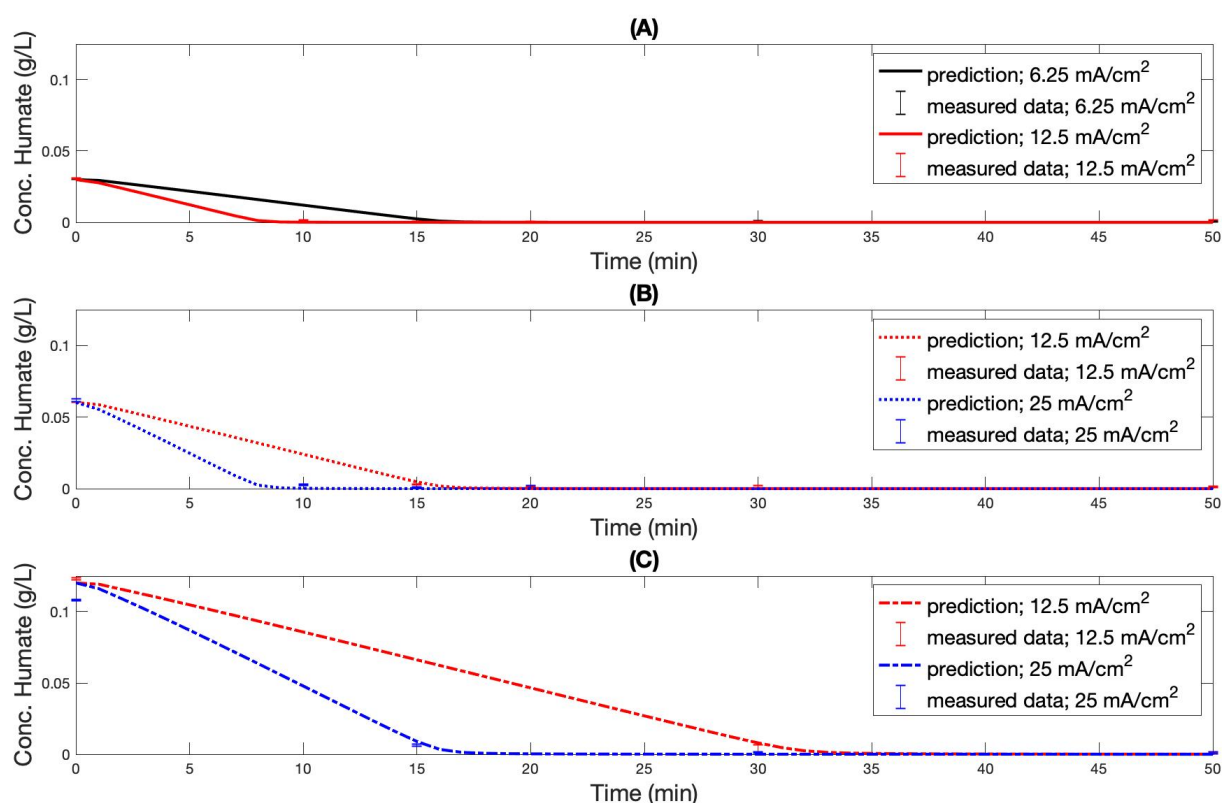 (A)
Conc. Humate (g/L)
0.1
0.05
0
prediction; 6.25 mA/cm²
measured data; 6.25 mA/cm²
prediction; 12.5 mA/cm²
measured data; 12.5 mA/cm²
0 5 10 15 20 25 30 35 40 45 50
Time (min)
(B)
Conc. Humate (g/L)
0.1
0.05
0
prediction; 12.5 mA/cm²
measured data; 12.5 mA/cm²
prediction; 25 mA/cm²
measured data; 25 mA/cm²
0 5 10 15 20 25 30 35 40 45 50
Time (min)
(C)
Conc. Humate (g/L)
0.1
0.05
0
prediction; 12.5 mA/cm²
measured data; 12.5 mA/cm²
prediction; 25 mA/cm²
measured data; 25 mA/cm²
0 5 10 15 20 25 30 35 40 45 50
Time (min)